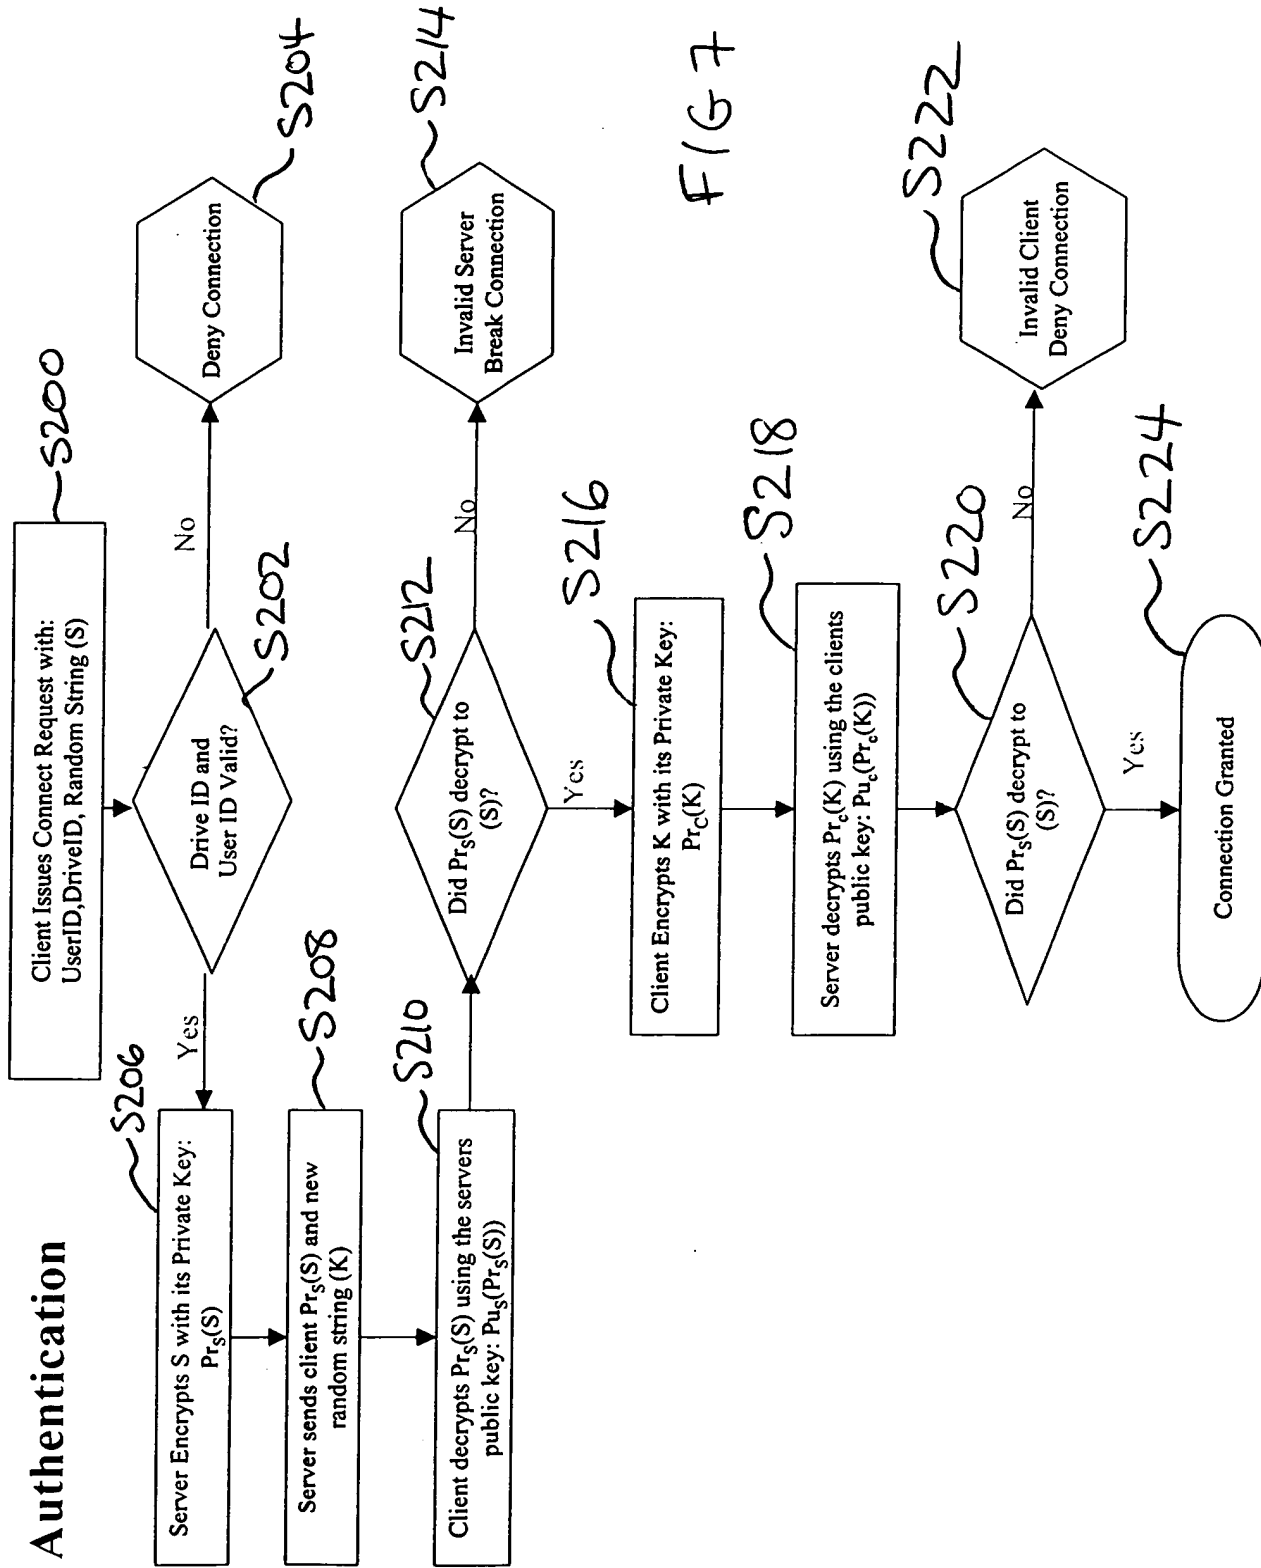 Authentication
Client Issues Connect Request with:
UserID,DriveID, Random String (S)
S200
Drive ID and
User ID Valid?
S202
No
Deny Connection
S204
Yes
S206
Server Encrypts S with its Private Key:
Prs(S)
S208
Server sends client Prs(S) and new
random string (K)
S210
Client decrypts Prs(S) using the servers
public key: Pus(Prs(S))
Did Prs(S) decrypt to
(S)?
S212
No
Invalid Server
Break Connection
S214
Yes
Client Encrypts K with its Private Key:
Prc(K)
S216
Server decrypts Prc(K) using the clients
public key: Puc(Prc(K))
S218
Did Prs(S) decrypt to
(S)?
S220
No
Invalid Client
Deny Connection
S222
Yes
Connection Granted
S224
FIG 7